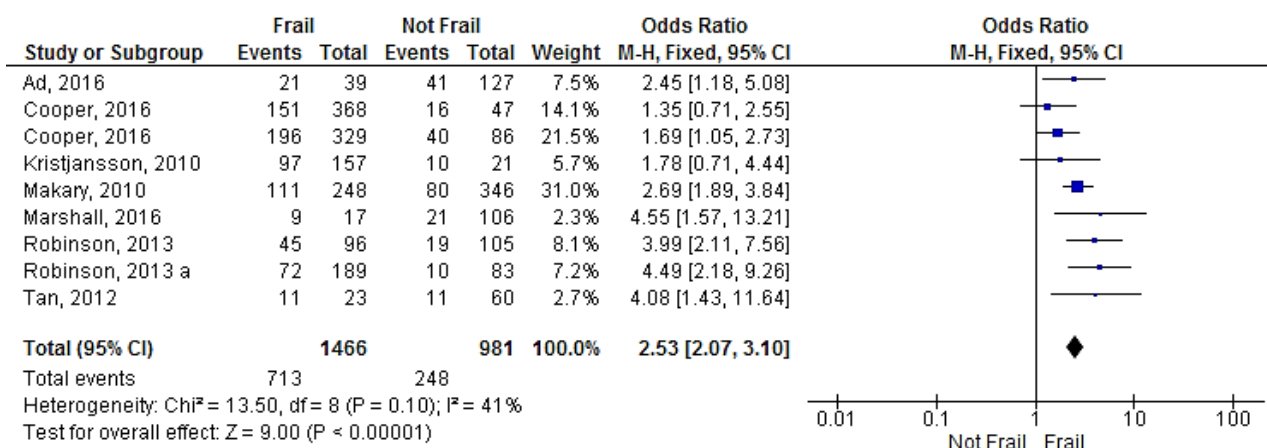 Frail Not Frail Odds Ratio Odds Ratio
Study or Subgroup Events Total Events Total Weight M-H, Fixed, 95% CI M-H, Fixed, 95% CI
Ad, 2016 21 39 41 127 7.5% 2.45 [1.18, 5.08]
Cooper, 2016 151 368 16 47 14.1% 1.35 [0.71, 2.55]
Cooper, 2016 196 329 40 86 21.5% 1.69 [1.05, 2.73]
Kristjansson, 2010 97 157 10 21 5.7% 1.78 [0.71, 4.44]
Makary, 2010 111 248 80 346 31.0% 2.69 [1.89, 3.84]
Marshall, 2016 9 17 21 106 2.3% 4.55 [1.57, 13.21]
Robinson, 2013 45 96 19 105 8.1% 3.99 [2.11, 7.56]
Robinson, 2013 a 72 189 10 83 7.2% 4.49 [2.18, 9.26]
Tan, 2012 11 23 11 60 2.7% 4.08 [1.43, 11.64]
Total (95% CI) 1466 981 100.0% 2.53 [2.07, 3.10]
Total events 713 248
Heterogeneity: Chi² = 13.50, df = 8 (P = 0.10); I² = 41%
Test for overall effect: Z = 9.00 (P < 0.00001)
0.01 0.1 1 10 100
Not Frail Frail